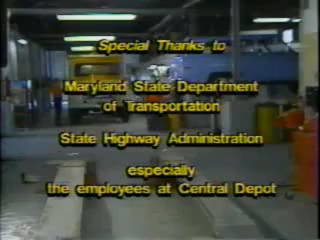 Special Thanks to
Maryland State Department
of Transportation
State Highway Administration
especially
the employees at Central Depot